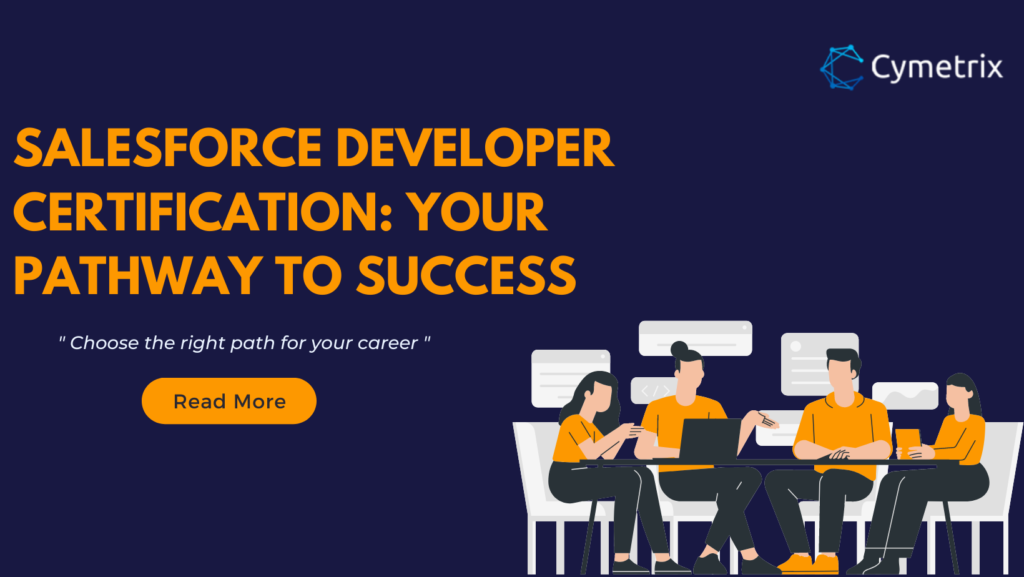 Cymetrix
SALESFORCE DEVELOPER
CERTIFICATION: YOUR
PATHWAY TO SUCCESS
" Choose the right path for your career "
Read More
</>